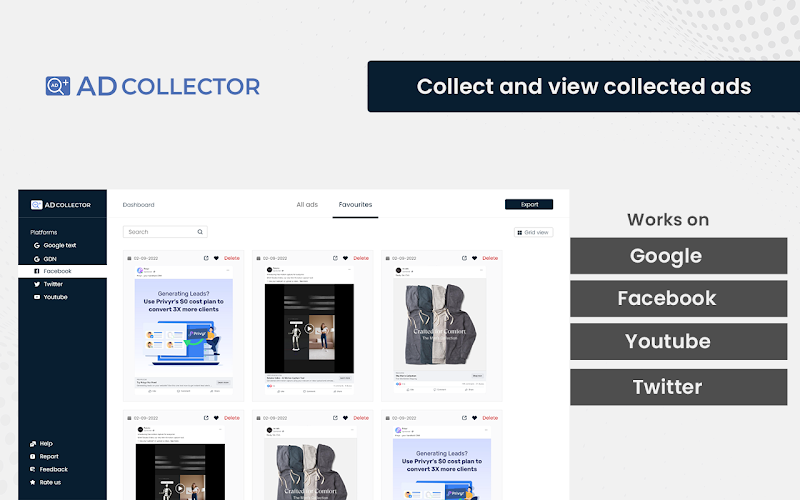 AD COLLECTOR
Collect and view collected ads
AD COLLECTOR
Dashboard
All ads
Favourites
Export
Platforms
Google text
GDN
Facebook
Twitter
Youtube
Search
Grid view
02-09-2022
Delete
02-09-2022
Delete
02-09-2022
Delete
Generating Leads?
Use Privyr's $0 cost plan to
convert 3X more clients
Privyr
Crafted for Comfort
02-09-2022
Delete
02-09-2022
Delete
02-09-2022
Delete
Crafted for Comfort
Generating Leads?
Use Privyr's $0 cost plan to
convert 3X more clients
Privyr
Help
Report
Feedback
Rate us
Works on
Google
Facebook
Youtube
Twitter